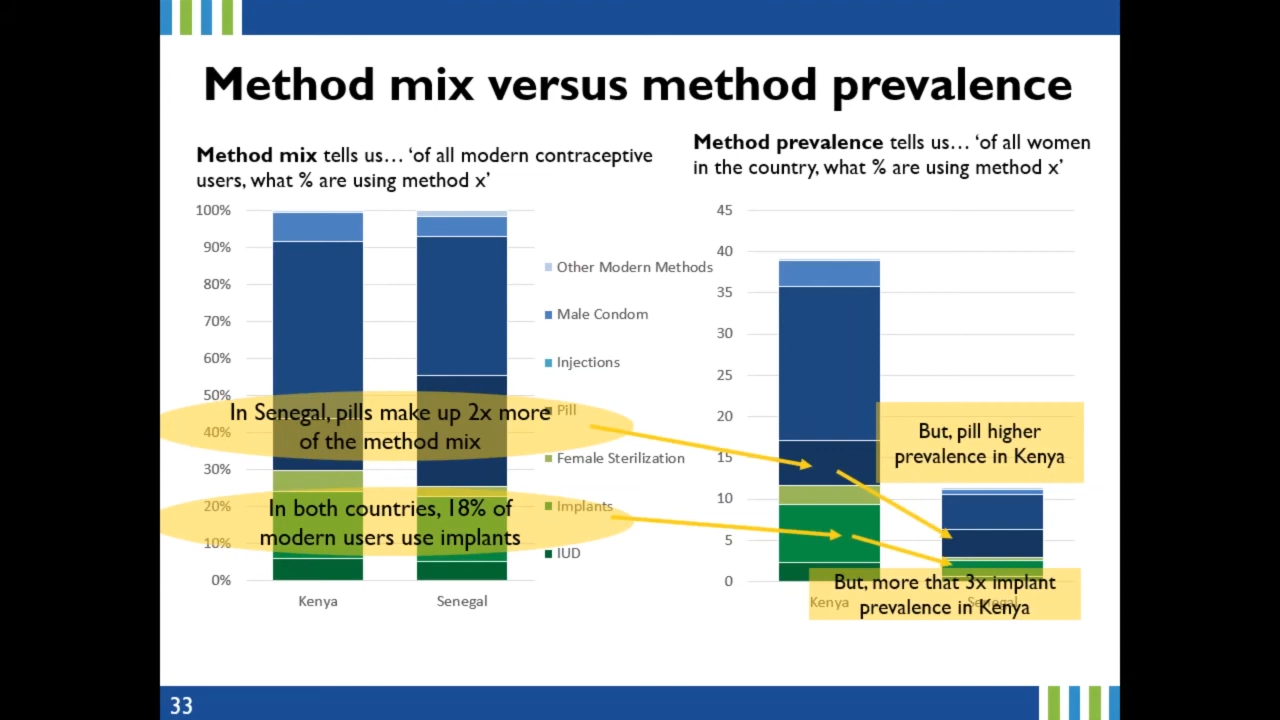 Method mix versus method prevalence
Method mix tells us… ‘of all modern contraceptive
users, what % are using method x’
Method prevalence tells us… ‘of all women
in the country, what % are using method x’
100%
90%
80%
70%
60%
50%
40%
30%
20%
10%
0%
Kenya
Senegal
Other Modern Methods
Male Condom
Injections
Pill
Female Sterilization
Implants
IUD
In Senegal, pills make up 2x more
of the method mix
In both countries, 18% of
modern users use implants
45
40
35
30
25
20
15
10
5
0
Kenya
Senegal
But, pill higher
prevalence in Kenya
But, more that 3x implant
prevalence in Kenya
33